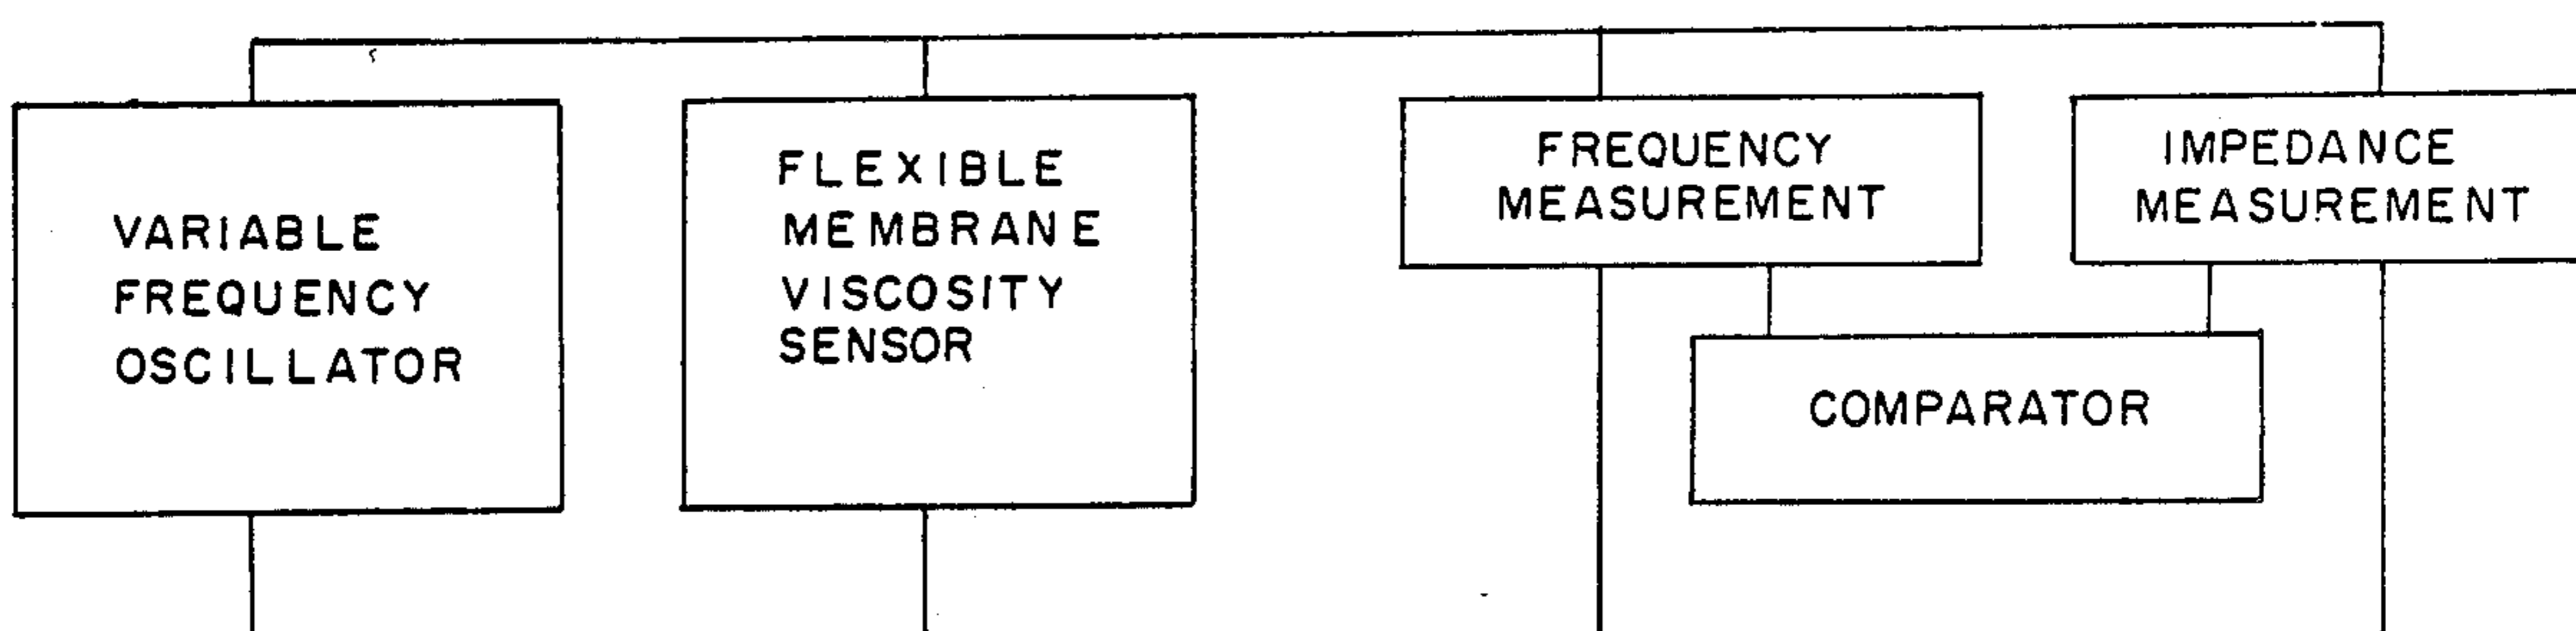 VARIABLE
FREQUENCY
OSCILLATOR
FLEXIBLE
MEMBRANE
VISCOSITY
SENSOR
FREQUENCY
MEASUREMENT
IMPEDANCE
MEASUREMENT
COMPARATOR